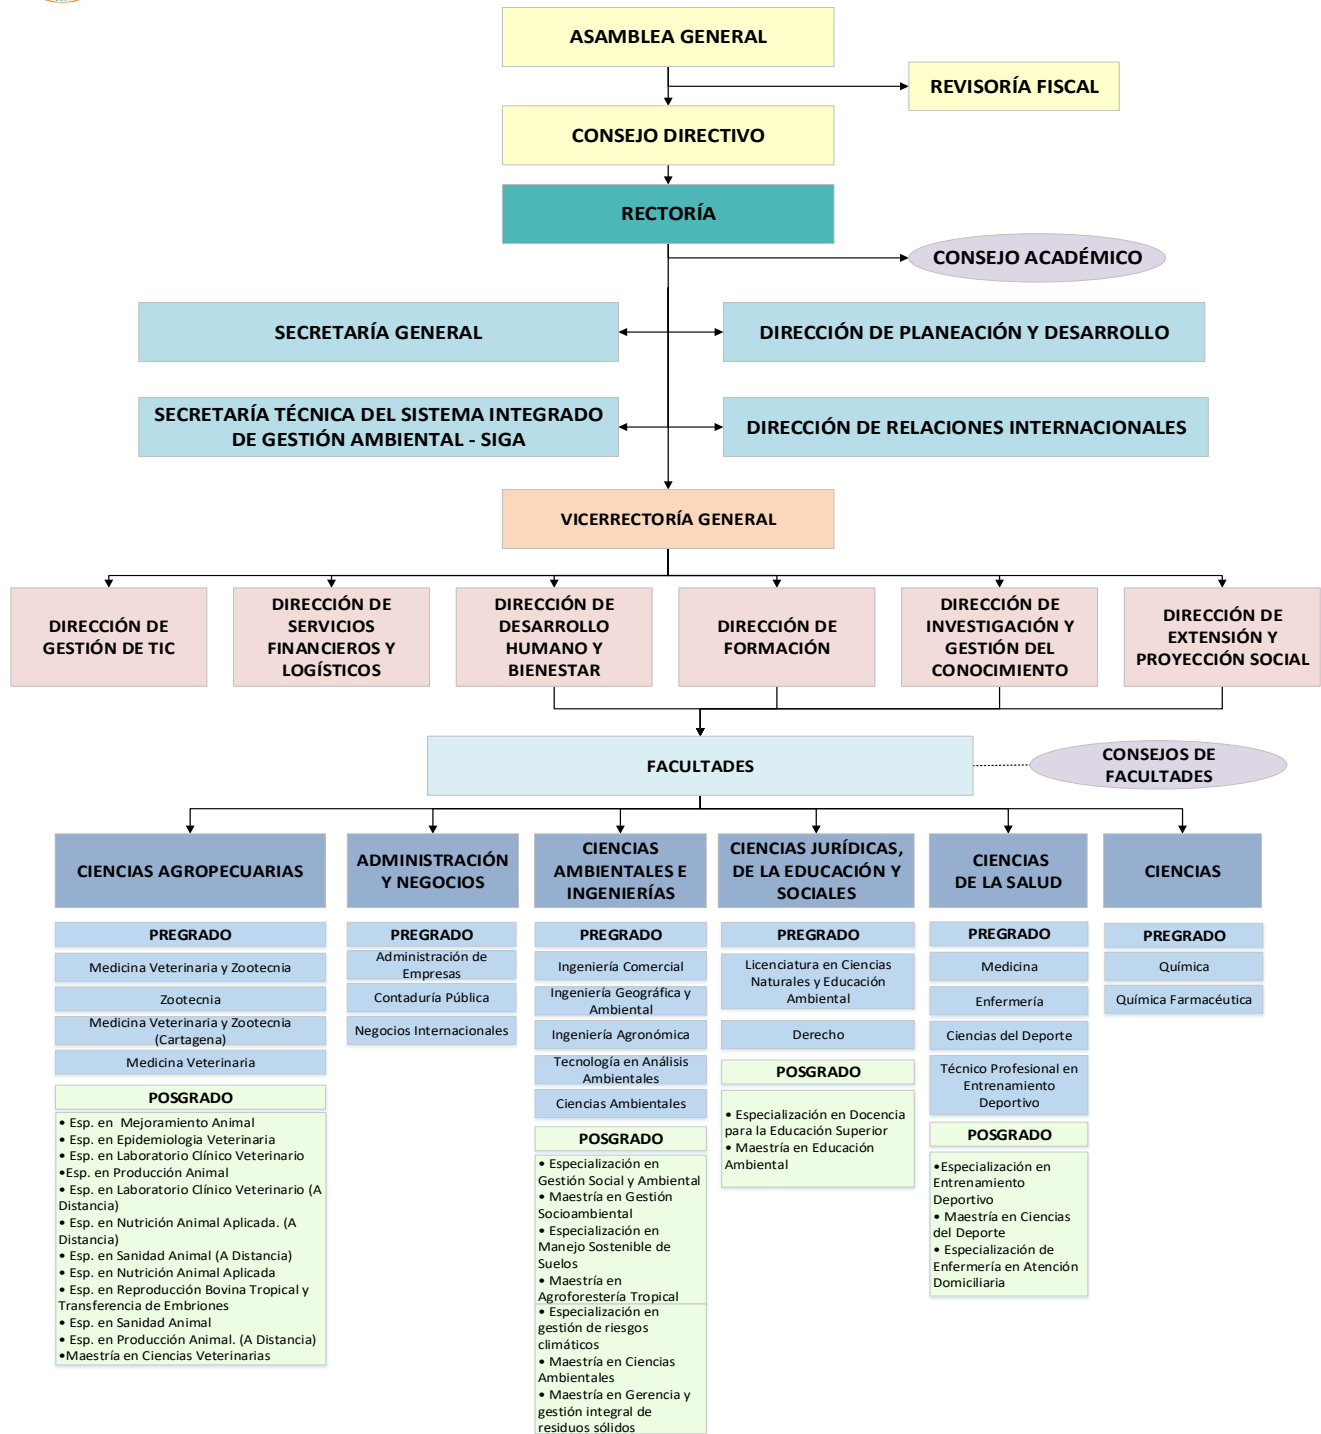 ASAMBLEA GENERAL
REVISORÍA FISCAL
CONSEJO DIRECTIVO
RECTORÍA
CONSEJO ACADÉMICO
SECRETARÍA GENERAL
DIRECCIÓN DE PLANEACIÓN Y DESARROLLO
SECRETARÍA TÉCNICA DEL SISTEMA INTEGRADO
DE GESTIÓN AMBIENTAL - SIGA
DIRECCIÓN DE RELACIONES INTERNACIONALES
VICERRECTORÍA GENERAL
DIRECCIÓN DE
GESTIÓN DE TIC
DIRECCIÓN DE
SERVICIOS
FINANCIEROS Y
LOGÍSTICOS
DIRECCIÓN DE
DESARROLLO
HUMANO Y
BIENESTAR
DIRECCIÓN DE
FORMACIÓN
DIRECCIÓN DE
INVESTIGACIÓN Y
GESTIÓN DEL
CONOCIMIENTO
DIRECCIÓN DE
EXTENSIÓN Y
PROYECCIÓN SOCIAL
FACULTADES
CONSEJOS DE
FACULTADES
CIENCIAS AGROPECUARIAS
PREGRADO
Medicina Veterinaria y Zootecnia
Zootecnia
Medicina Veterinaria y Zootecnia
(Cartagena)
Medicina Veterinaria
POSGRADO
• Esp. en  Mejoramiento Animal
• Esp. en Epidemiologia Veterinaria
• Esp. en Laboratorio Clínico Veterinario
•Esp. en Producción Animal
• Esp. en Laboratorio Clínico Veterinario (A
Distancia)
• Esp. en Nutrición Animal Aplicada. (A
Distancia)
• Esp. en Sanidad Animal (A Distancia)
• Esp. en Nutrición Animal Aplicada
• Esp. en Reproducción Bovina Tropical y
Transferencia de Embriones
• Esp. en Sanidad Animal
• Esp. en Producción Animal. (A Distancia)
•Maestría en Ciencias Veterinarias
ADMINISTRACIÓN
Y NEGOCIOS
PREGRADO
Administración de
Empresas
Contaduría Pública
Negocios Internacionales
CIENCIAS
AMBIENTALES E
INGENIERÍAS
PREGRADO
Ingeniería Comercial
Ingeniería Geográfica y
Ambiental
Ingeniería Agronómica
Tecnología en Análisis
Ambientales
Ciencias Ambientales
POSGRADO
• Especialización en
Gestión Social y Ambiental
• Maestría en Gestión
Socioambiental
• Especialización en
Manejo Sostenible de
Suelos
• Maestría en
Agroforestería Tropical
• Especialización en
gestión de riesgos
climáticos
• Maestría en Ciencias
Ambientales
• Maestría en Gerencia y
gestión integral de
residuos sólidos
CIENCIAS JURÍDICAS,
DE LA EDUCACIÓN Y
SOCIALES
PREGRADO
Licenciatura en Ciencias
Naturales y Educación
Ambiental
Derecho
POSGRADO
• Especialización en Docencia
para la Educación Superior
• Maestría en Educación
Ambiental
CIENCIAS
DE LA SALUD
PREGRADO
Medicina
Enfermería
Ciencias del Deporte
Técnico Profesional en
Entrenamiento
Deportivo
POSGRADO
•Especialización en
Entrenamiento
Deportivo
• Maestría en Ciencias
del Deporte
• Especialización de
Enfermería en Atención
Domiciliaria
CIENCIAS
PREGRADO
Química
Química Farmacéutica